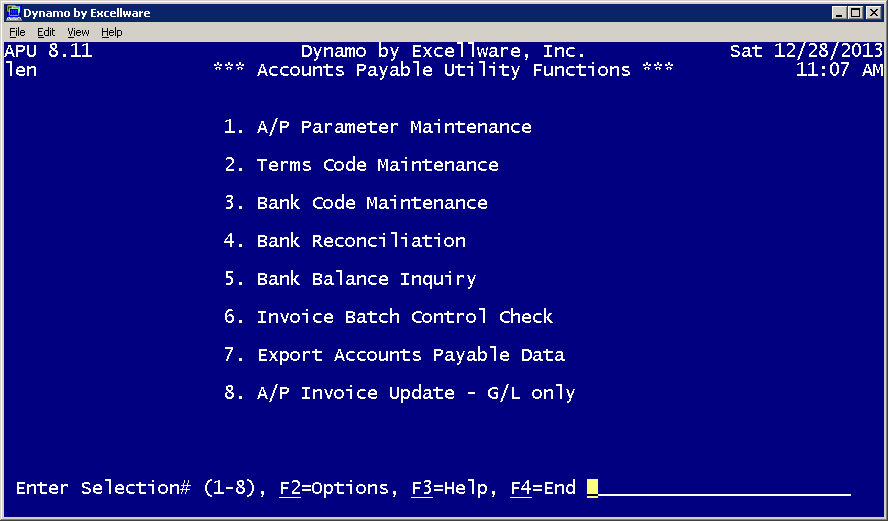 Dynamo by Excellware
File Edit View Help
APU 8.11 Dynamo by Excellware, Inc. Sat 12/28/2013
len *** Accounts Payable Utility Functions *** 11:07 AM
1. A/P Parameter Maintenance
2. Terms Code Maintenance
3. Bank Code Maintenance
4. Bank Reconciliation
5. Bank Balance Inquiry
6. Invoice Batch Control Check
7. Export Accounts Payable Data
8. A/P Invoice Update - G/L only
Enter Selection# (1-8), F2=Options, F3=Help, F4=End